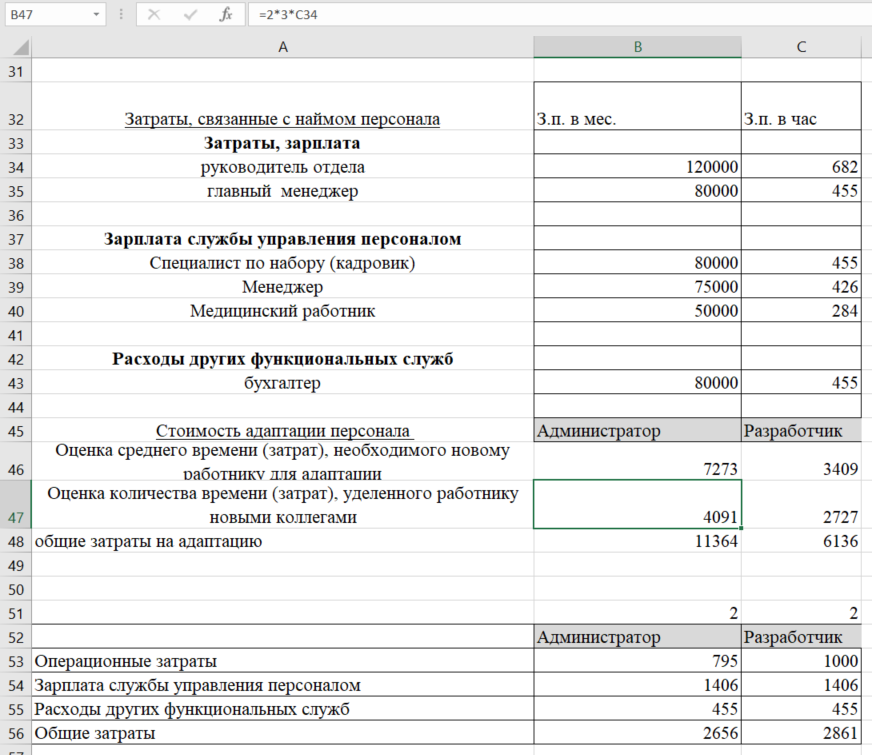 B47 fx =2*3*C34
A B C
31
32 Затраты, связанные с наймом персонала З.п. в мес. З.п. в час
33 Затраты, зарплата
34 руководитель отдела 120000 682
35 главный менеджер 80000 455
36
37 Зарплата службы управления персоналом
38 Специалист по набору (кадровик) 80000 455
39 Менеджер 75000 426
40 Медицинский работник 50000 284
41
42 Расходы других функциональных служб
43 бухгалтер 80000 455
44
45 Стоимость адаптации персонала Администратор Разработчик
Оценка среднего времени (затрат), необходимого новому
46 работнику для адаптации 7273 3409
Оценка количества времени (затрат), уделенного работнику
47 новыми коллегами 4091 2727
48 общие затраты на адаптацию 11364 6136
49
50
51 2 2
52 Администратор Разработчик
53 Операционные затраты 795 1000
54 Зарплата службы управления персоналом 1406 1406
55 Расходы других функциональных служб 455 455
56 Общие затраты 2656 2861